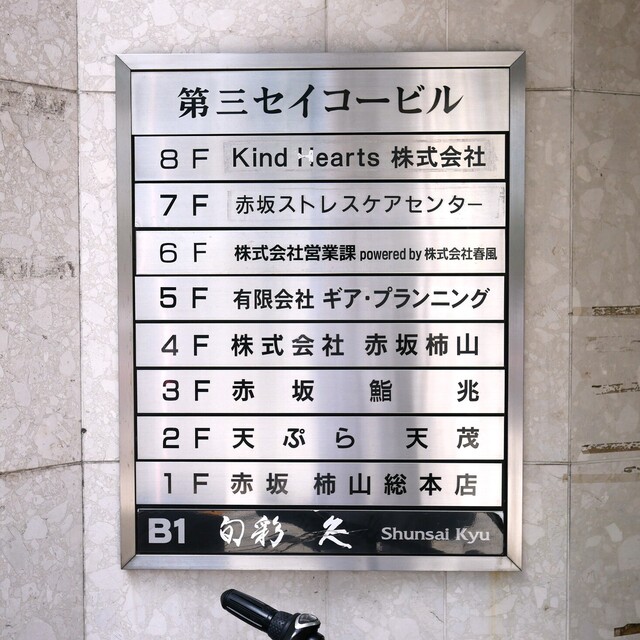 第三セイコービル
8F Kind Hearts 株式会社
7F 赤坂ストレスケアセンター
6F 株式会社営業課 powered by 株式会社春風
5F 有限会社 ギア・プランニング
4F 株式会社 赤坂柿山
3F 赤坂 鮨 兆
2F 天ぷら 天茂
1F 赤坂 柿山総本店
B1 旬彩 久 Shunsai Kyu